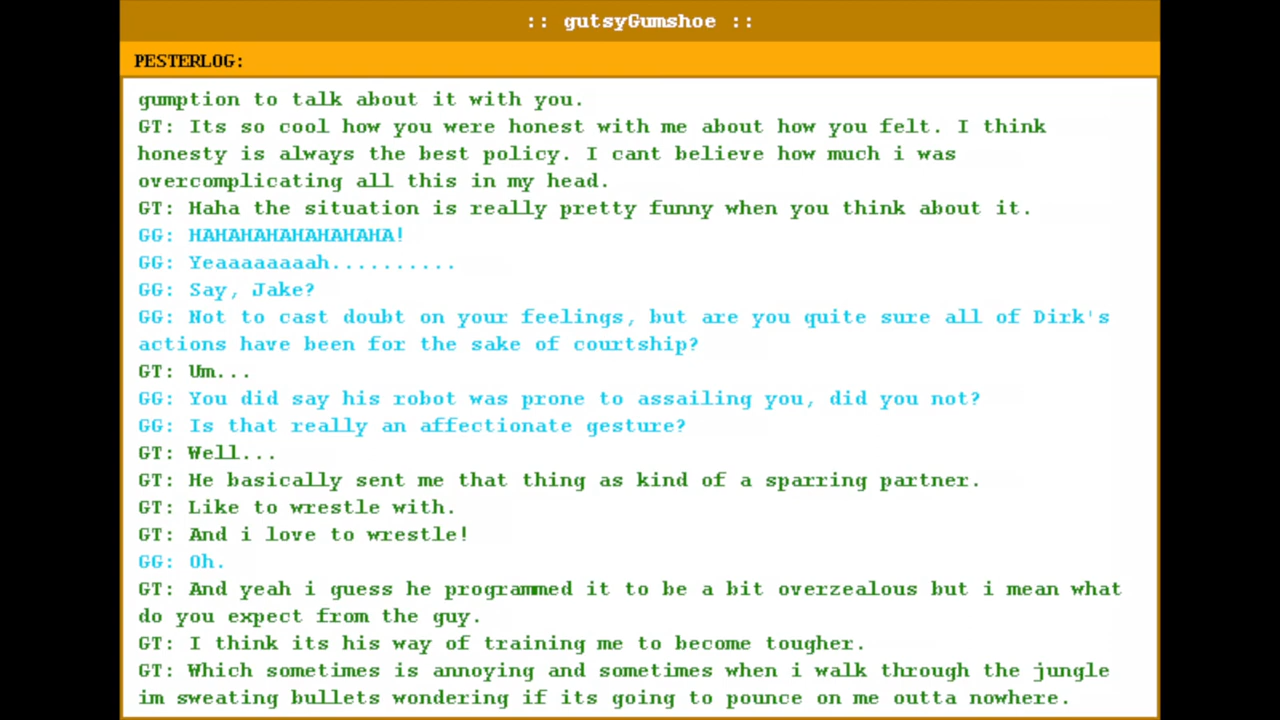 :: gutsyGumshoe ::
PESTERLOG:
gumption to talk about it with you.
GT: Its so cool how you were honest with me about how you felt. I think
honesty is always the best policy. I cant believe how much i was
overcomplicating all this in my head.
GT: Haha the situation is really pretty funny when you think about it.
GG: HAHAHAHAHAHAHAHA!
GG: Yeaaaaaaaah..........
GG: Say, Jake?
GG: Not to cast doubt on your feelings, but are you quite sure all of Dirk's
actions have been for the sake of courtship?
GT: Um...
GG: You did say his robot was prone to assailing you, did you not?
GG: Is that really an affectionate gesture?
GT: Well...
GT: He basically sent me that thing as kind of a sparring partner.
GT: Like to wrestle with.
GT: And i love to wrestle!
GG: Oh.
GT: And yeah i guess he programmed it to be a bit overzealous but i mean what
do you expect from the guy.
GT: I think its his way of training me to become tougher.
GT: Which sometimes is annoying and sometimes when i walk through the jungle
im sweating bullets wondering if its going to pounce on me outta nowhere.